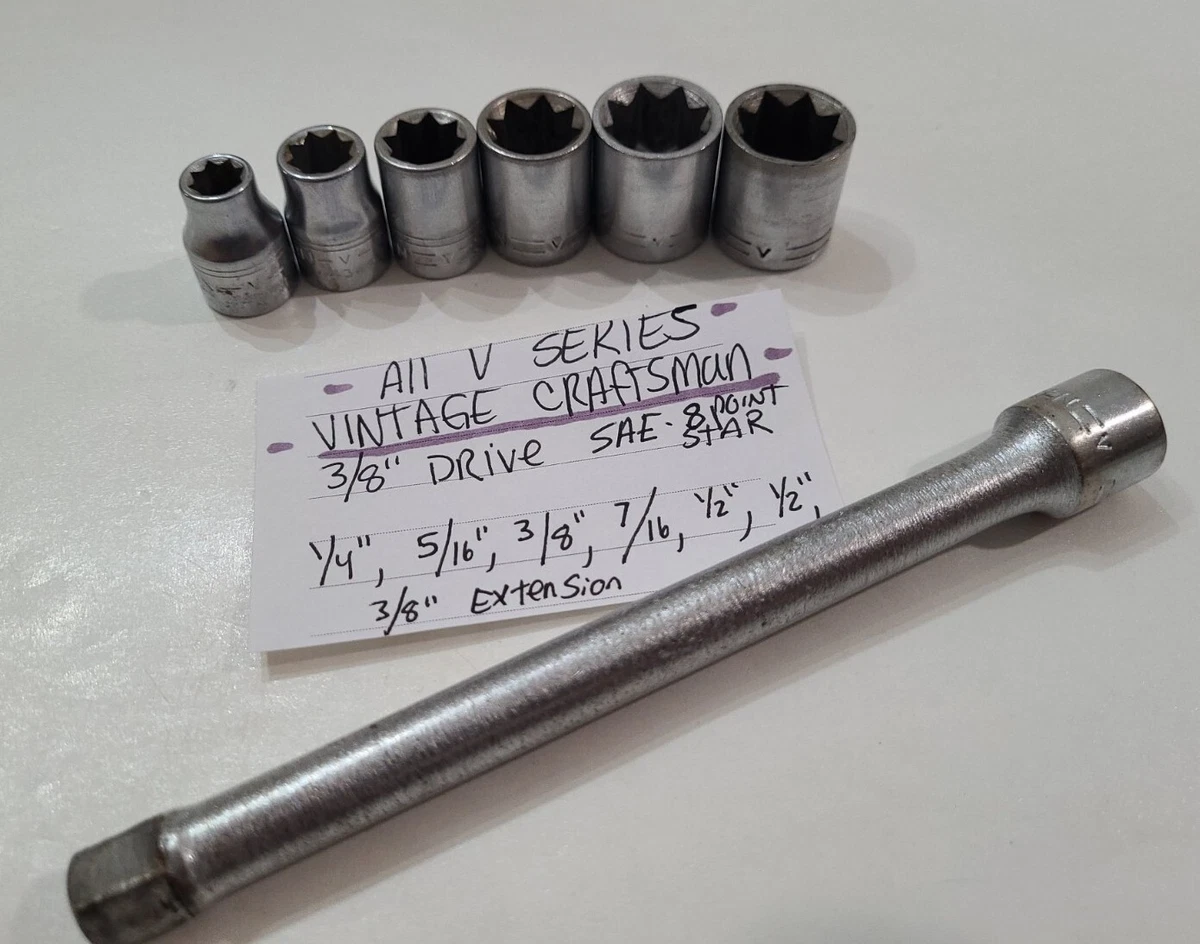 V
V
V
V
V
All V SERIES
VINTAGE CRAFTSMAN
3/8" DRIVE SAE- 8 POINT
STAR
1/4", 5/16", 3/8", 7/16, 1/2", 1/2",
3/8" EXTENSION
V